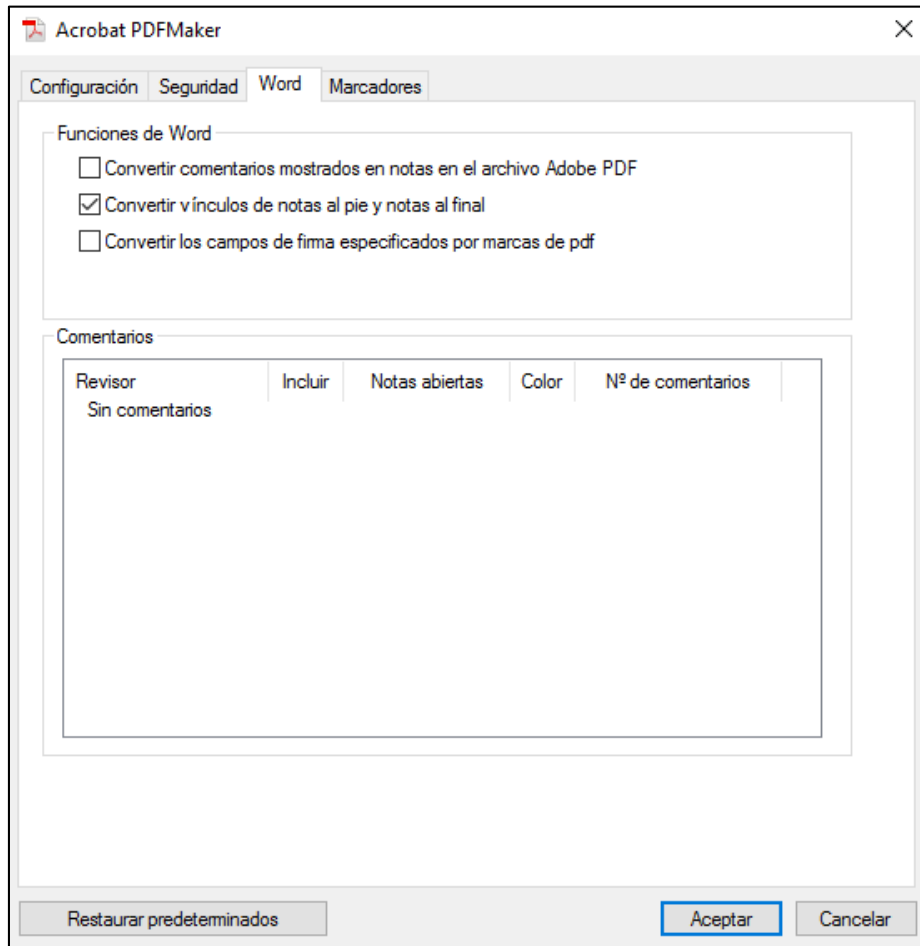 Acrobat PDFMaker
Configuración Seguridad Word Marcadores
Funciones de Word
Convertir comentarios mostrados en notas en el archivo Adobe PDF
Convertir vínculos de notas al pie y notas al final
Convertir los campos de firma especificados por marcas de pdf
Comentarios
Revisor Incluir Notas abiertas Color Nº de comentarios
Sin comentarios
Restaurar predeterminados Aceptar Cancelar